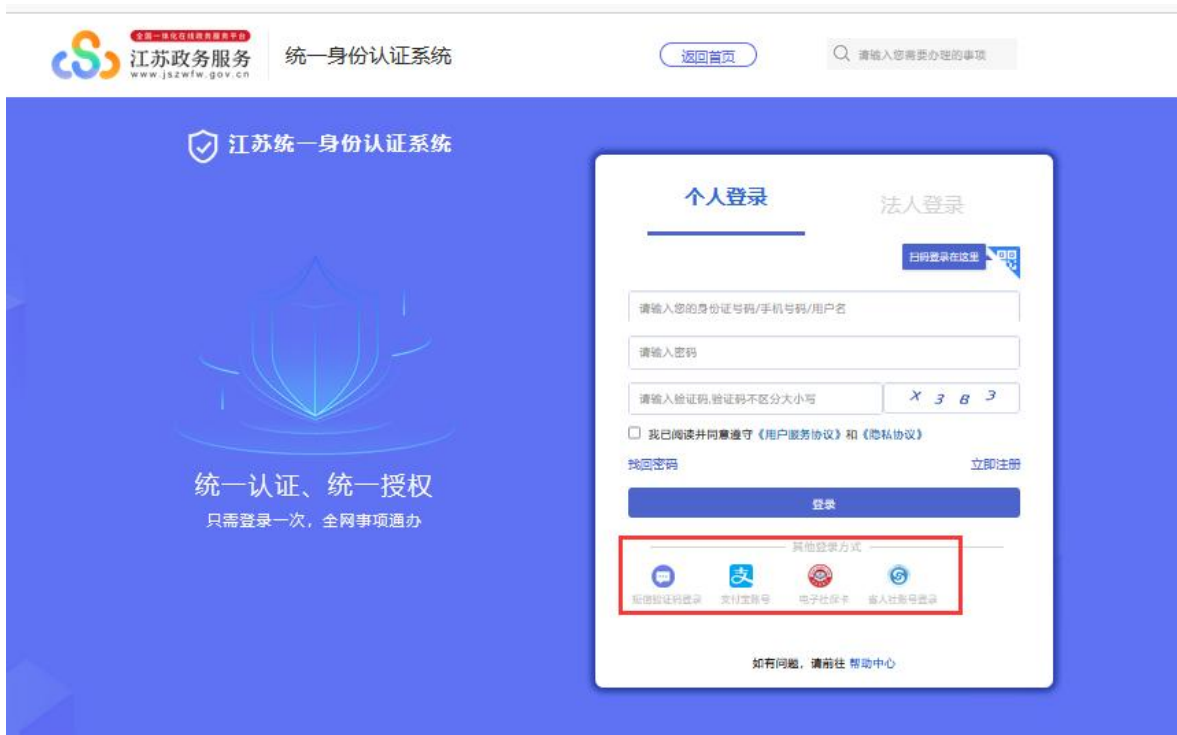 全国一体化在线政务服务平台
江苏政务服务
www.jszwfw.gov.cn
统一身份认证系统
返回首页
请输入您需要办理的事项
江苏统一身份认证系统
统一认证、统一授权
只需登录一次，全网事项通办
个人登录
法人登录
扫码登录在这里
请输入您的身份证号码/手机号码/用户名
请输入密码
请输入验证码,验证码不区分大小写
X 3 B 3
我已阅读并同意遵守《用户服务协议》和《隐私协议》
找回密码
立即注册
登录
其他登录方式
短信验证码登录
支付宝账号
电子社保卡
省人社账号登录
如有问题，请前往 帮助中心